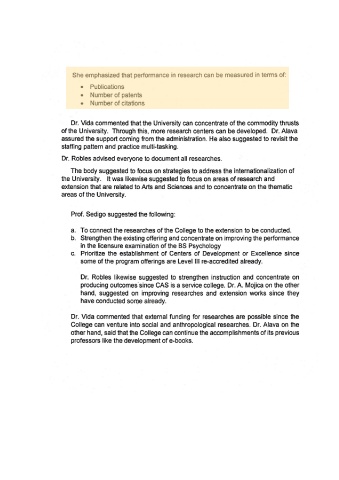 She emphasized that performance in research can be measured in terms of:
• Publications
• Number of patents
• Number of citations
Dr. Vida commented that the University can concentrate of the commodity thrusts
of the University. Through this, more research centers can be developed. Dr. Alava
assured the support coming from the administration. He also suggested to revisit the
staffing pattern and practice multi-tasking.
Dr. Robles advised everyone to document all researches.
The body suggested to focus on strategies to address the internationalization of
the University. It was likewise suggested to focus on areas of research and
extension that are related to Arts and Sciences and to concentrate on the thematic
areas of the University.
Prof. Sedigo suggested the following:
a. To connect the researches of the College to the extension to be conducted.
b. Strengthen the existing offering and concentrate on improving the performance
in the licensure examination of the BS Psychology
c. Prioritize the establishment of Centers of Development or Excellence since
some of the program offerings are Level III re-accredited already.
Dr. Robles likewise suggested to strengthen instruction and concentrate on
producing outcomes since CAS is a service college. Dr. A. Mojica on the other
hand, suggested on improving researches and extension works since they
have conducted some already.
Dr. Vida commented that external funding for researches are possible since the
College can venture into social and anthropological researches. Dr. Alava on the
other hand, said that the College can continue the accomplishments of its previous
professors like the development of e-books.